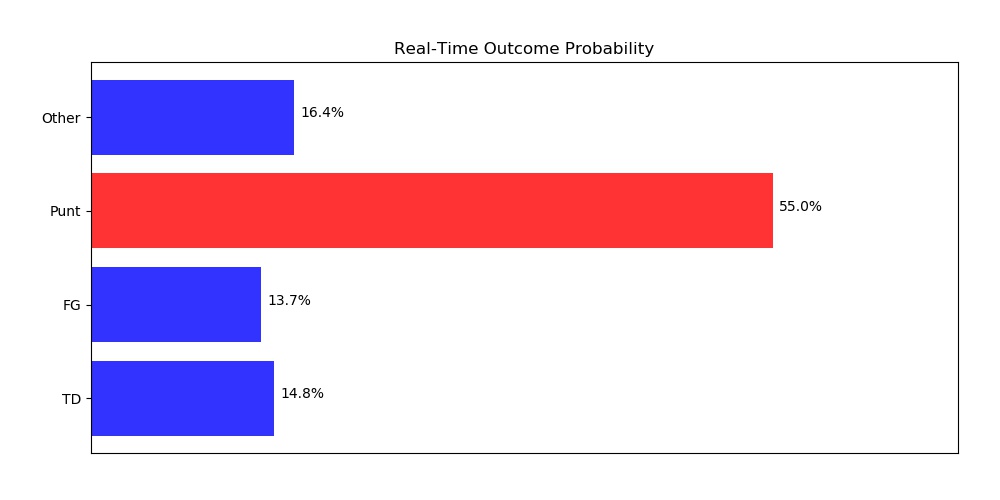 Real-Time Outcome Probability
Other
16.4%
Punt
55.0%
FG
13.7%
TD
14.8%